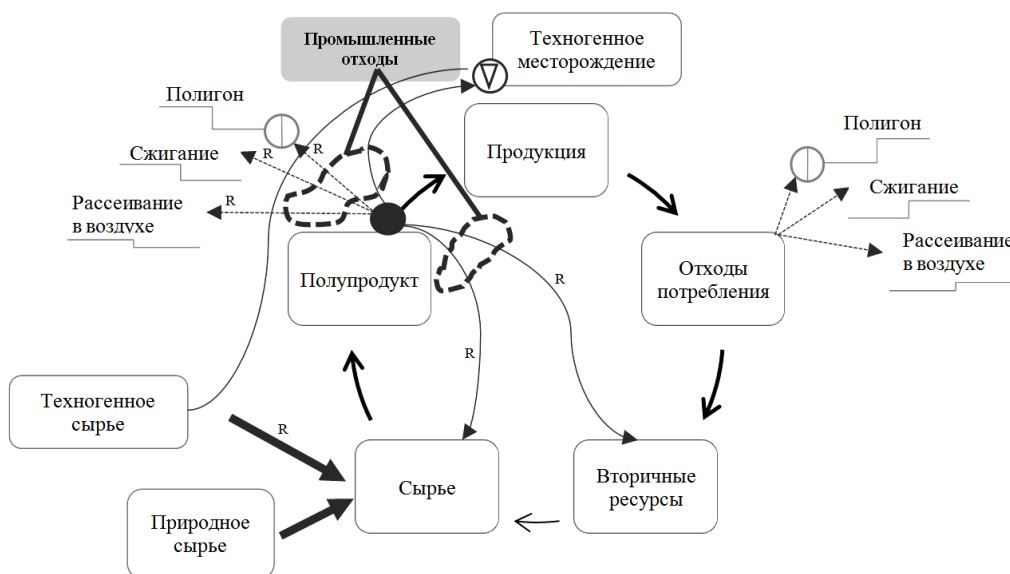 Промышленные
отходы
Техногенное
месторождение
Полигон
Сжигание
Рассеивание
в воздухе
R
R
R
Продукция
Полигон
Сжигание
Рассеивание
в воздухе
Полупродукт
Отходы
потребления
R
R
Техногенное
сырье
R
Сырье
Вторичные
ресурсы
Природное
сырье